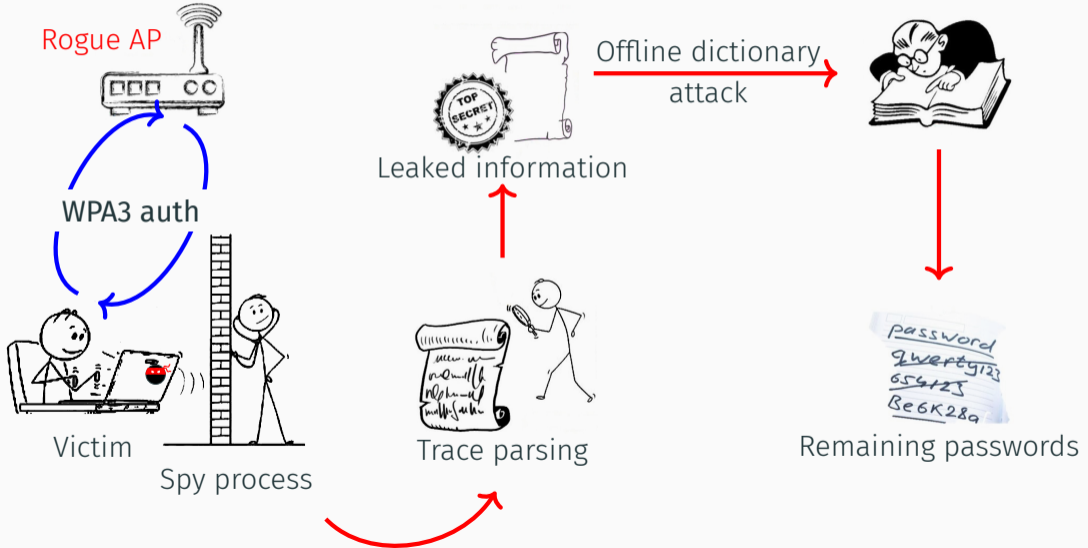 Rogue AP
WPA3 auth
Victim
Spy process
Trace parsing
TOP
SECRET
Leaked information
Offline dictionary
attack
password
qwerty123
654123
Be6K28a
Remaining passwords